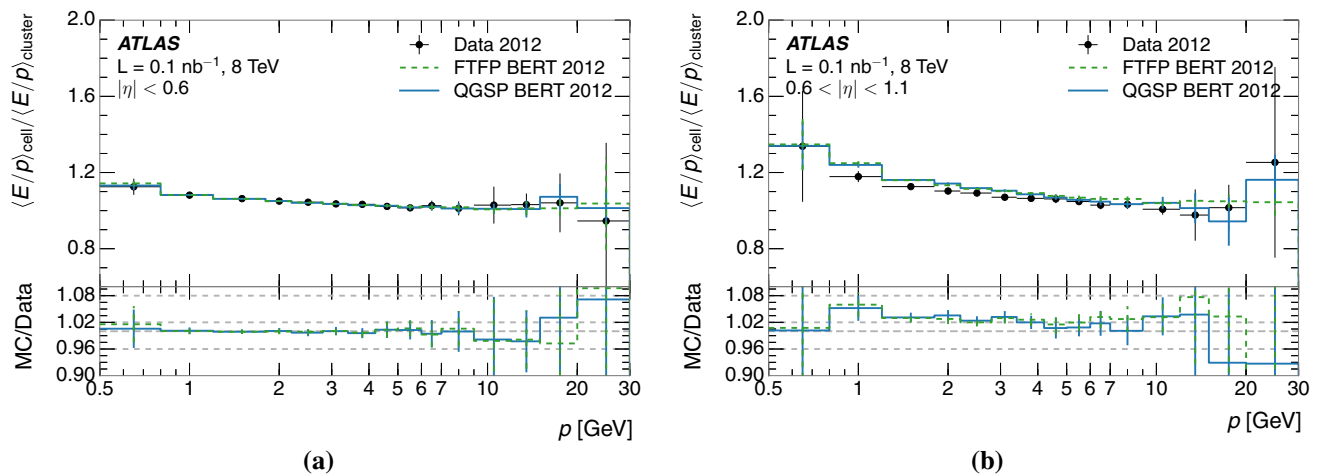 2.0
1.6
1.2
0.8
⟨E/p⟩cell/⟨E/p⟩cluster
ATLAS
L = 0.1 nb−1, 8 TeV
|η| < 0.6
Data 2012
FTFP BERT 2012
QGSP BERT 2012
1.08
1.02
0.96
0.90
MC/Data
0.5 1 2 3 4 5 6 7 10 20 30
p [GeV]
(a)
2.0
1.6
1.2
0.8
⟨E/p⟩cell/⟨E/p⟩cluster
ATLAS
L = 0.1 nb−1, 8 TeV
0.6 < |η| < 1.1
Data 2012
FTFP BERT 2012
QGSP BERT 2012
1.08
1.02
0.96
0.90
MC/Data
0.5 1 2 3 4 5 6 7 10 20 30
p [GeV]
(b)